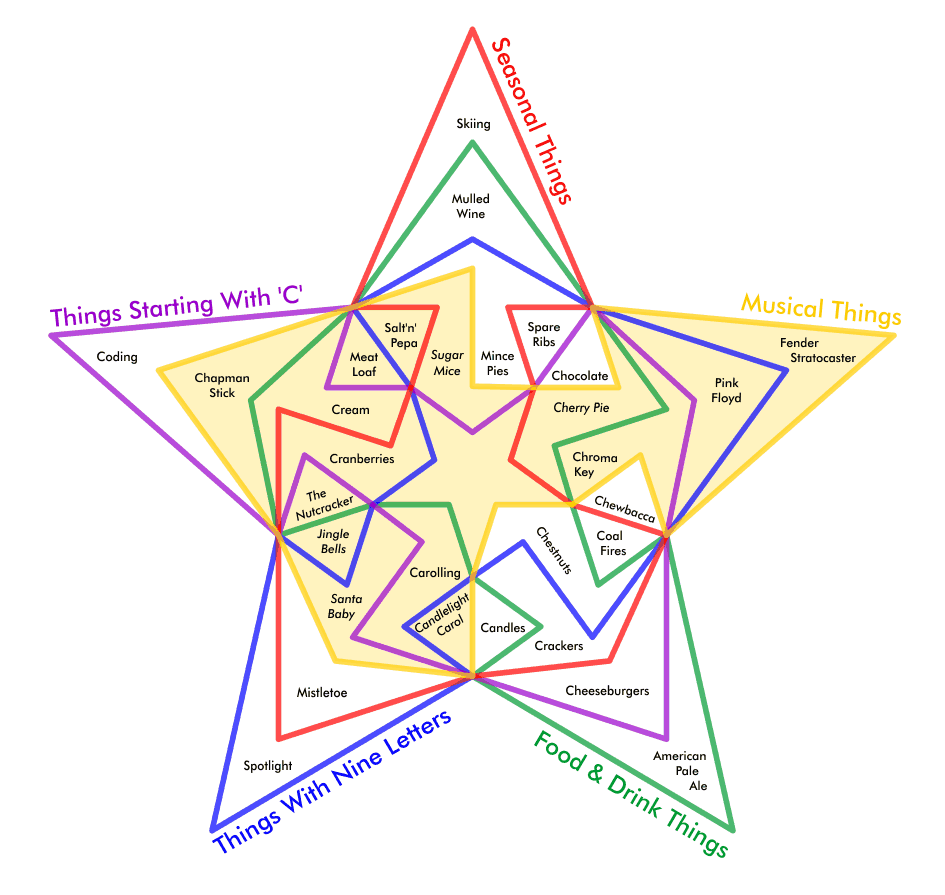 Seasonal Things
Skiing
Mulled
Wine
Things Starting With 'C'
Musical Things
Coding
Fender
Stratocaster
Salt'n'
Pepa
Spare
Ribs
Sugar
Mice
Mince
Pies
Meat
Loaf
Chocolate
Chapman
Stick
Pink
Floyd
Cream
Cherry Pie
Cranberries
Chroma
Key
The
Nutcracker
Chewbacca
Jingle
Bells
Coal
Fires
Chestnuts
Carolling
Santa
Baby
Candlelight
Carol
Candles
Crackers
Mistletoe
Cheeseburgers
Spotlight
American
Pale
Ale
Things With Nine Letters
Food & Drink Things